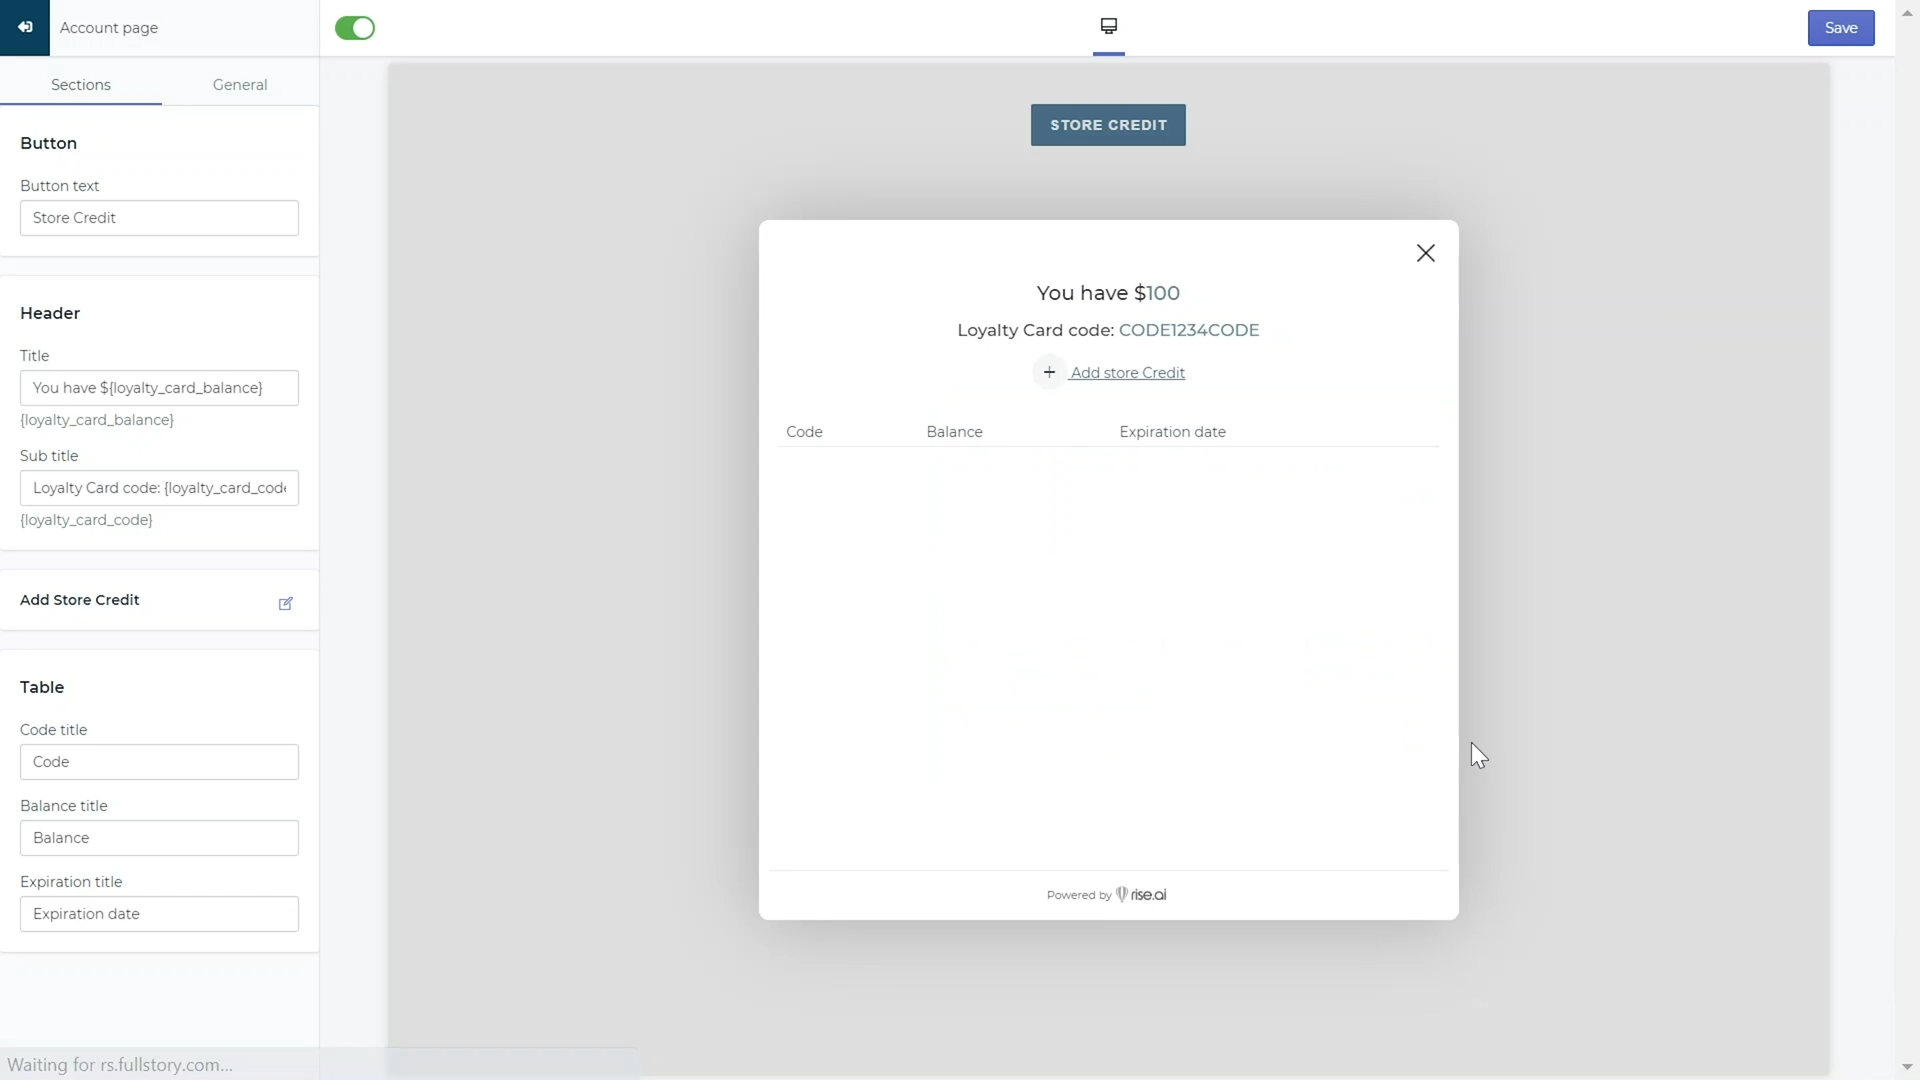 Account page
Save
Sections
General
Button
Button text
Store Credit
Header
Title
You have ${loyalty_card_balance}
{loyalty_card_balance}
Sub title
Loyalty Card code: {loyalty_card_code
{loyalty_card_code}
Add Store Credit
Table
Code title
Code
Balance title
Balance
Expiration title
Expiration date
Waiting for rs.fullstory.com...
STORE CREDIT
You have $100
Loyalty Card code: CODE1234CODE
+ Add store Credit
Code Balance Expiration date
Powered by rise.ai